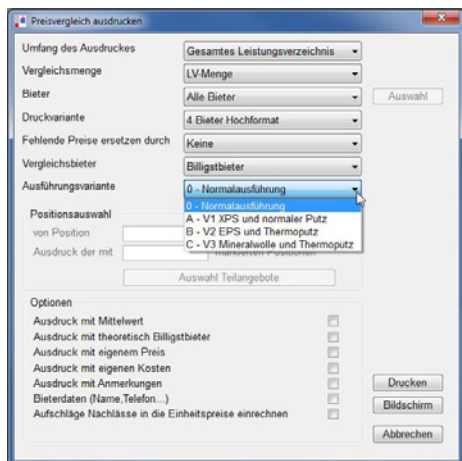 Preisvergleich ausdrucken
Umfang des Ausdruckes Gesamtes Leistungsverzeichnis
Vergleichsmenge LV-Menge
Bieter Alle Bieter Auswahl
Druckvariante 4 Bieter Hochformat
Fehlende Preise ersetzen durch Keine
Vergleichsbieter Billigstbieter
Ausführungsvariante 0 - Normalausführung
0 - Normalausführung
Positionsauswahl A - V1 XPS und normaler Putz
von Position B - V2 EPS und Thermoputz
C - V3 Mineralwolle und Thermoputz
Ausdruck der mit markierten Positionen
Auswahl Teilangebote
Optionen
Ausdruck mit Mittelwert
Ausdruck mit theoretisch Billigstbieter
Ausdruck mit eigenem Preis
Ausdruck mit eigenen Kosten
Ausdruck mit Anmerkungen Drucken
Bieterdaten (Name,Telefon...)
Aufschläge Nachlässe in die Einheitspreise einrechnen Bildschirm
Abbrechen